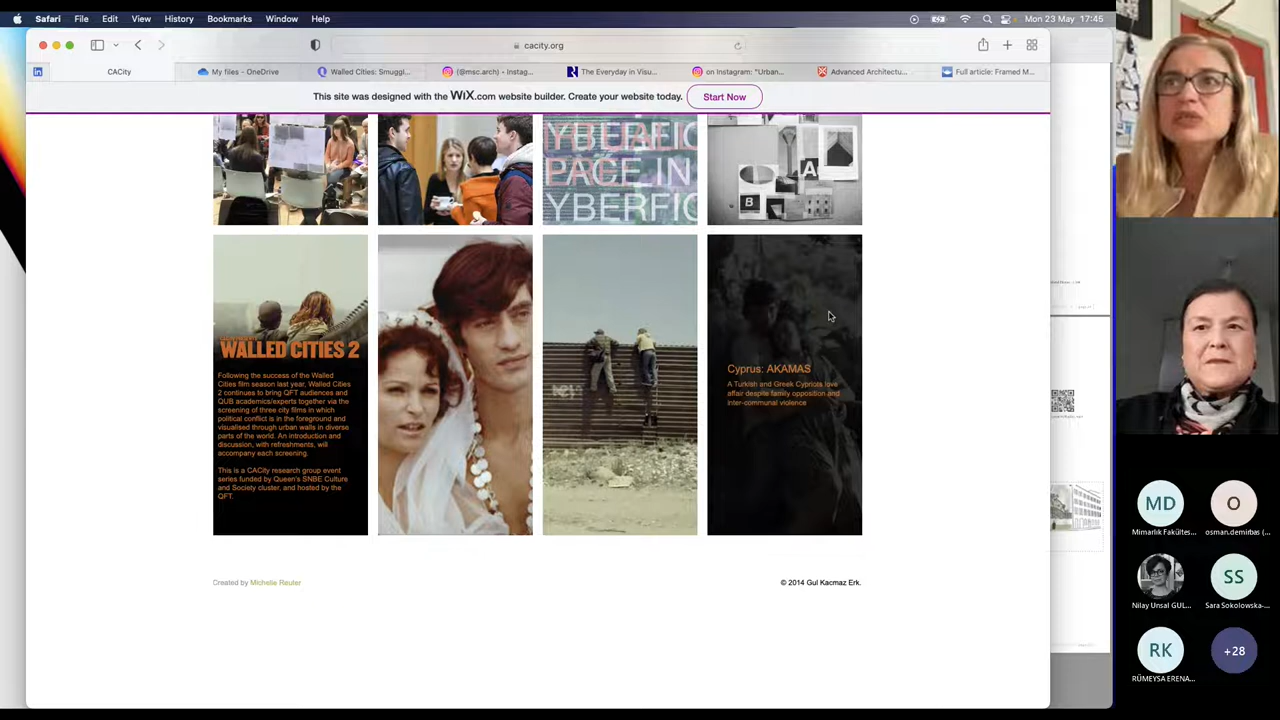 Safari File Edit View History Bookmarks Window Help
Mon 23 May 17:45
cacity.org
CACity
My files - OneDrive
Walled Cities: Smuggl...
(@msc.arch) - Instag...
The Everyday in Visu...
on Instagram: "Urban...
Advanced Architectu...
Full article: Framed M...
This site was designed with the WiX.com website builder. Create your website today. Start Now
YBERFIC
PACE IN
YBERFIC
A
B
WALLED CITIES 2
Following the success of the Walled
Cities film season last year, Walled Cities
2 continues to bring QFT audiences and
QUB academics/experts together via the
screening of three city films in which
political conflict is in the foreground and
visualised through urban walls in diverse
parts of the world. An introduction and
discussion, with refreshments, will
accompany each screening.
This is a CACity research group event
series funded by Queen's SNBE Culture
and Society cluster, and hosted by the
QFT.
Cyprus: AKAMAS
A Turkish and Greek Cypriots love
affair despite family opposition and
inter-communal violence
Created by Michelle Reuter
© 2014 Gul Kacmaz Erk.
MD
Mimarlık Fakültes...
O
osman.demirbas (...
Nilay Unsal GUL...
SS
Sara Sokolowska-...
RK
RÜMEYSA ERENA...
+28